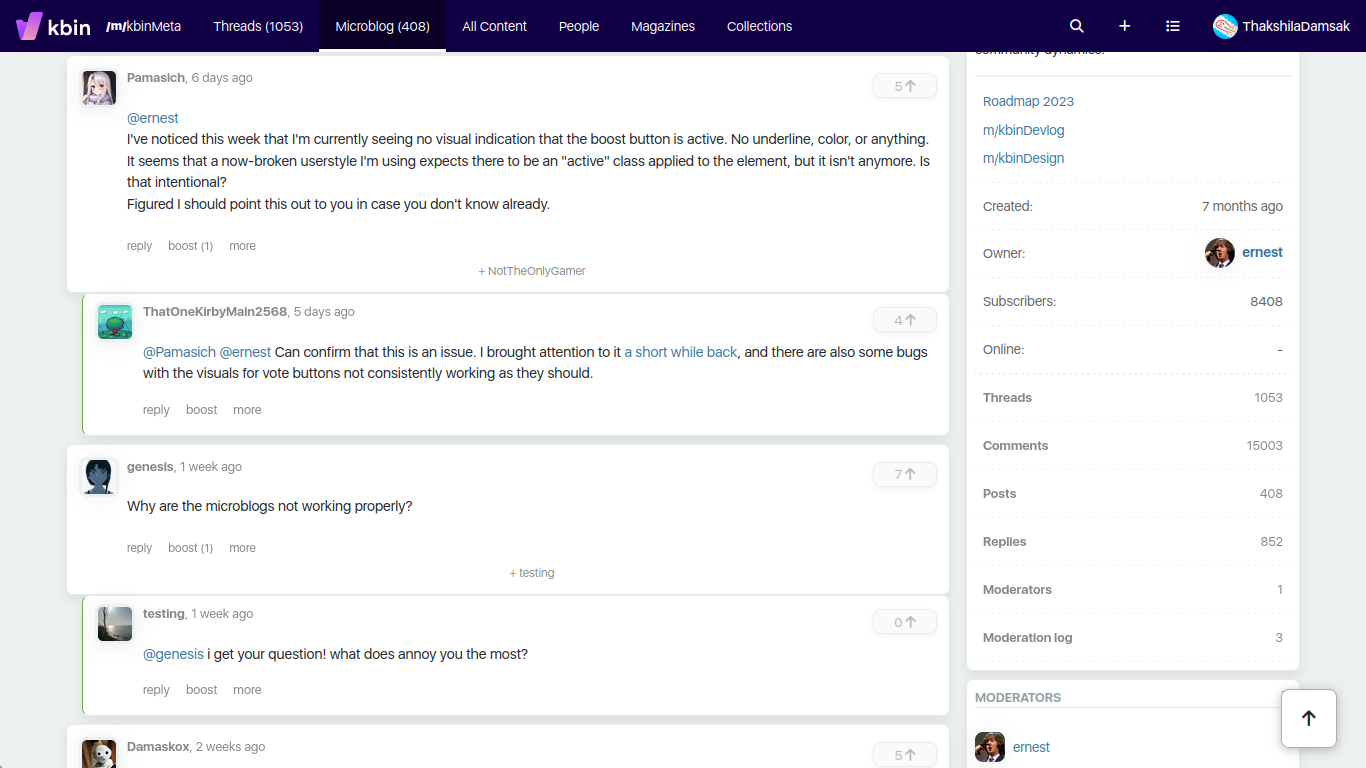 kbin /m/kbinMeta Threads (1053) Microblog (408) All Content People Magazines Collections ThakshilaDamsak
Pamasich, 6 days ago
5
@ernest
I've noticed this week that I'm currently seeing no visual indication that the boost button is active. No underline, color, or anything.
It seems that a now-broken userstyle I'm using expects there to be an "active" class applied to the element, but it isn't anymore. Is
that intentional?
Figured I should point this out to you in case you don't know already.
reply boost (1) more
+ NotTheOnlyGamer
ThatOneKirbyMain2568, 5 days ago
4
@Pamasich @ernest Can confirm that this is an issue. I brought attention to it a short while back, and there are also some bugs
with the visuals for vote buttons not consistently working as they should.
reply boost more
genesis, 1 week ago
7
Why are the microblogs not working properly?
reply boost (1) more
+ testing
testing, 1 week ago
0
@genesis i get your question! what does annoy you the most?
reply boost more
Damaskox, 2 weeks ago
5
community dynamics.
Roadmap 2023
m/kbinDevlog
m/kbinDesign
Created: 7 months ago
Owner: ernest
Subscribers: 8408
Online: -
Threads 1053
Comments 15003
Posts 408
Replies 852
Moderators 1
Moderation log 3
MODERATORS
ernest